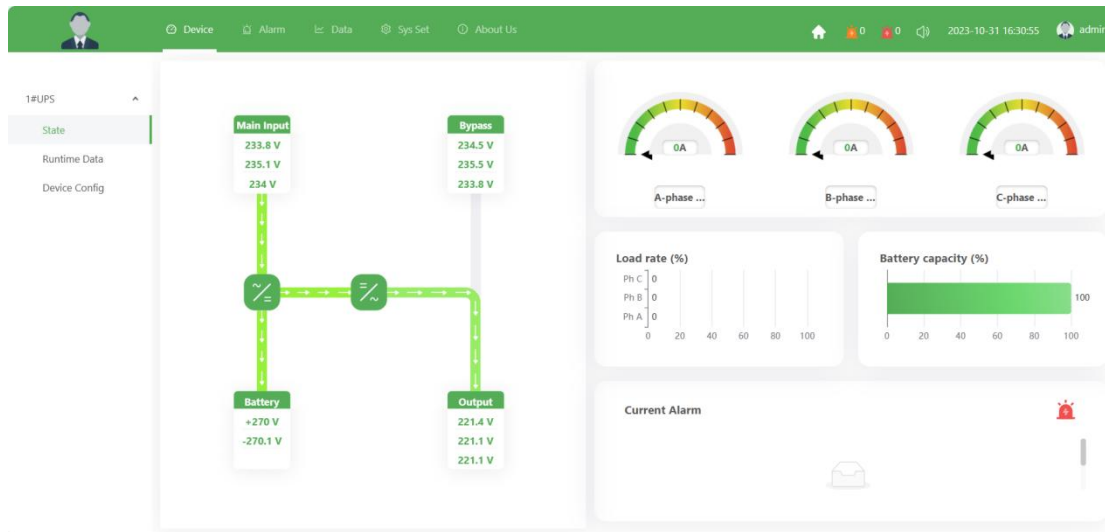 Device
Alarm
Data
Sys Set
About Us
0
0
2023-10-31 16:30:55
admin
1#UPS
State
Runtime Data
Device Config
Main Input
233.8 V
235.1 V
234 V
Bypass
234.5 V
235.5 V
233.8 V
Battery
+270 V
-270.1 V
Output
221.4 V
221.1 V
221.1 V
0A
0A
0A
A-phase ...
B-phase ...
C-phase ...
Load rate (%)
Ph C 0
Ph B 0
Ph A 0
0 20 40 60 80 100
Battery capacity (%)
100
0 20 40 60 80 100
Current Alarm